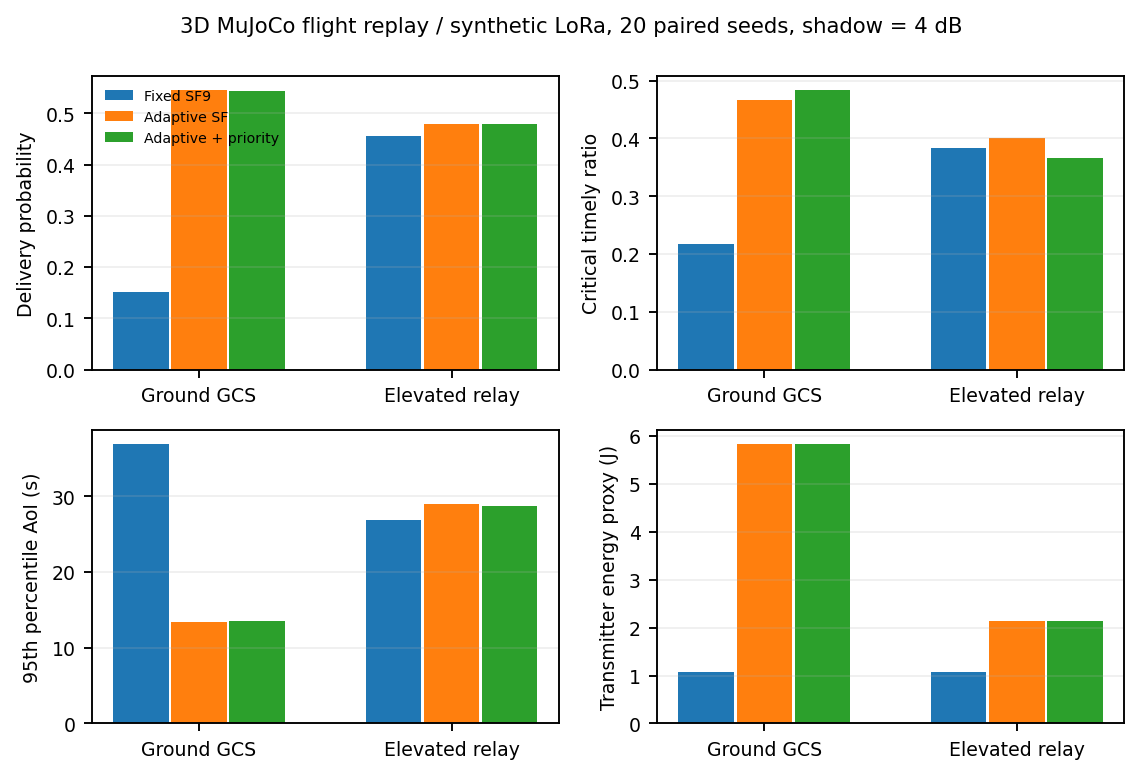 3D MuJoCo flight replay / synthetic LoRa, 20 paired seeds, shadow = 4 dB
Delivery probability
0.5
0.4
0.3
0.2
0.1
0.0
Fixed SF9
Adaptive SF
Adaptive + priority
Ground GCS
Elevated relay
Critical timely ratio
0.5
0.4
0.3
0.2
0.1
0.0
Ground GCS
Elevated relay
95th percentile AoI (s)
30
20
10
0
Ground GCS
Elevated relay
Transmitter energy proxy (J)
6
5
4
3
2
1
0
Ground GCS
Elevated relay